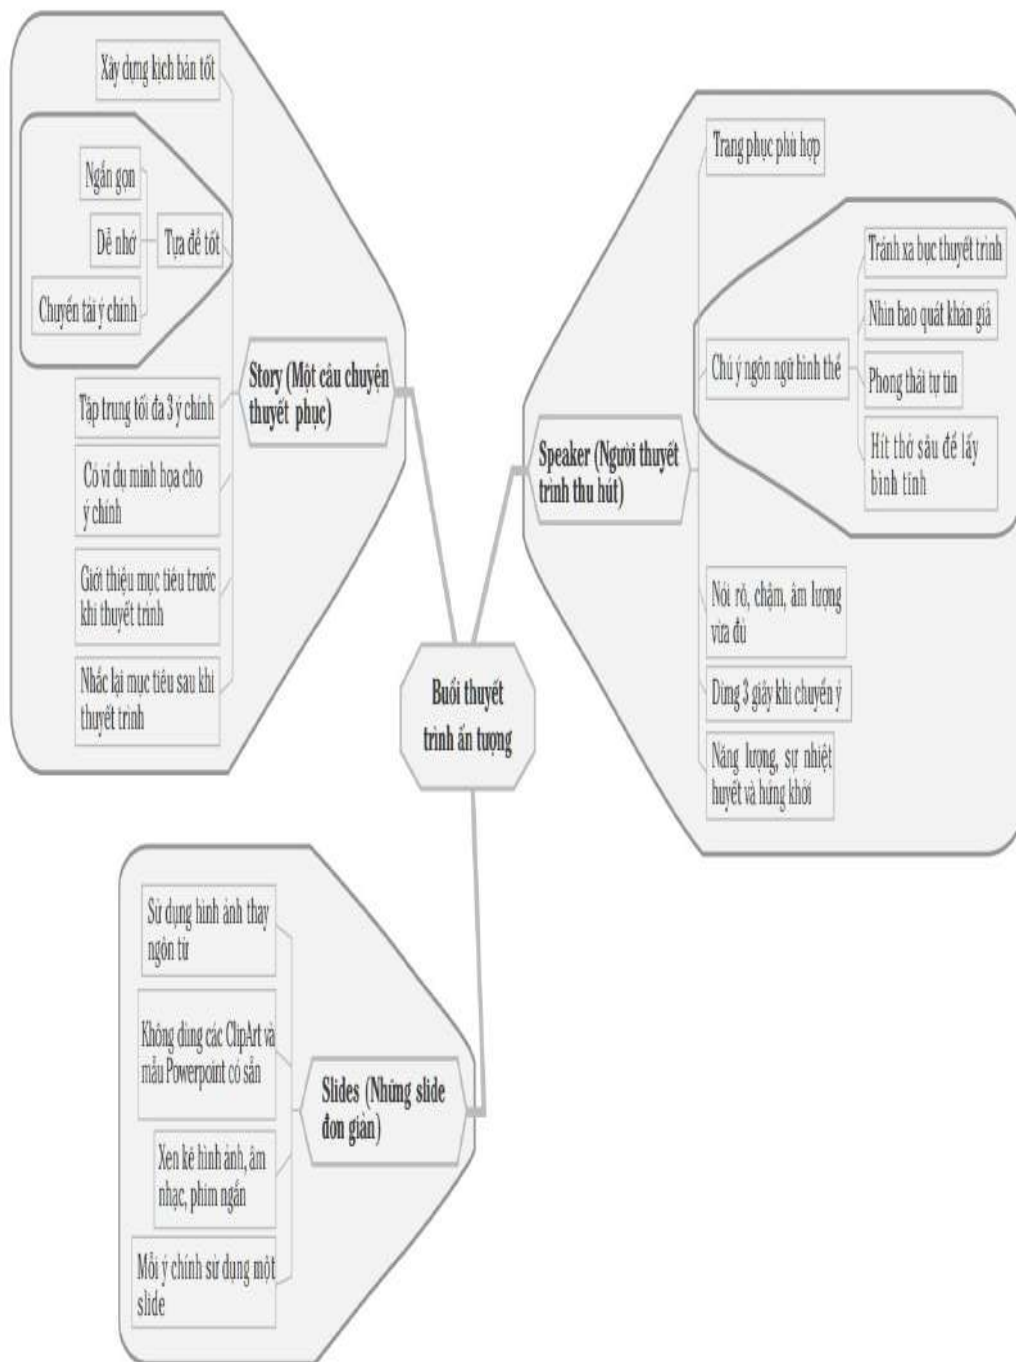 Xây dựng kịch bản tốt
Ngắn gọn
Dễ nhớ
Chuyển tải ý chính
Tựa đề tốt
Tập trung tối đa 3 ý chính
Có ví dụ minh họa cho
ý chính
Giới thiệu mục tiêu trước
khi thuyết trình
Nhắc lại mục tiêu sau khi
thuyết trình
Story (Một câu chuyện
thuyết phục)
Trang phục phù hợp
Tránh xa bục thuyết trình
Nhìn bao quát khán giả
Phong thái tự tin
Hít thở sâu để lấy
bình tĩnh
Chú ý ngôn ngữ hình thể
Speaker (Người thuyết
trình thu hút)
Nói rõ, chậm, âm lượng
vừa đủ
Dừng 3 giây khi chuyển ý
Năng lượng, sự nhiệt
huyết và hứng khởi
Buổi thuyết
trình ấn tượng
Sử dụng hình ảnh thay
ngôn từ
Không dùng các ClipArt và
mẫu Powerpoint có sẵn
Xen kẽ hình ảnh, âm
nhạc, phim ngắn
Mỗi ý chính sử dụng một
slide
Slides (Những slide
đơn giản)